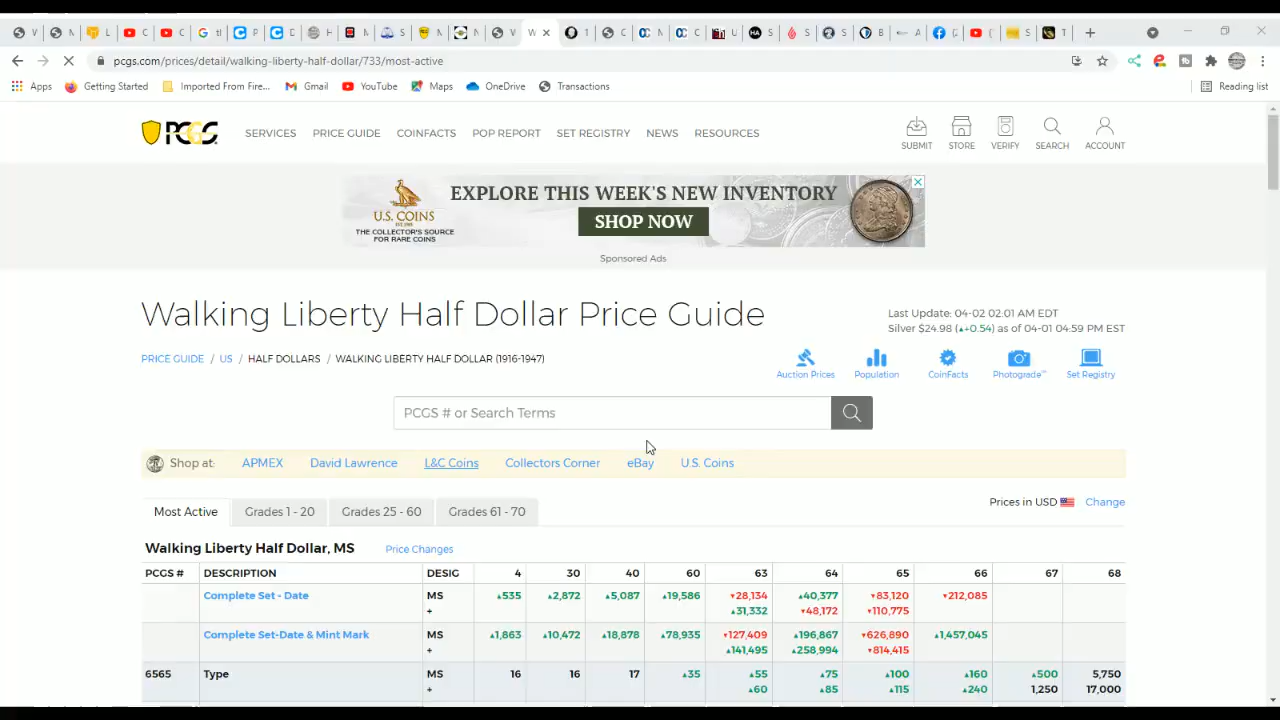 pcgs.com/prices/detail/walking-liberty-half-dollar/733/most-active
Apps Getting Started Imported From Fire... Gmail YouTube Maps OneDrive Transactions Reading list
PCGS SERVICES PRICE GUIDE COINFACTS POP REPORT SET REGISTRY NEWS RESOURCES
SUBMIT STORE VERIFY SEARCH ACCOUNT
EXPLORE THIS WEEK'S NEW INVENTORY
U.S. COINS
SHOP NOW
THE COLLECTOR'S SOURCE
FOR RARE COINS
Sponsored Ads
Walking Liberty Half Dollar Price Guide
Last Update: 04-02 02:01 AM EDT
Silver $24.98 (▲+0.54) as of 04-01 04:59 PM EST
PRICE GUIDE / US / HALF DOLLARS / WALKING LIBERTY HALF DOLLAR (1916-1947)
Auction Prices Population CoinFacts Photograde™ Set Registry
PCGS # or Search Terms
Shop at: APMEX David Lawrence L&C Coins Collectors Corner eBay U.S. Coins
Most Active Grades 1 - 20 Grades 25 - 60 Grades 61 - 70
Prices in USD Change
Walking Liberty Half Dollar, MS Price Changes
PCGS # DESCRIPTION DESIG 4 30 40 60 63 64 65 66 67 68
Complete Set - Date MS ▲535 ▲2,872 ▲5,087 ▲19,586 ▼28,134 ▲40,377 ▼83,120 ▼212,085
+ ▲31,332 ▼48,172 ▼110,775
Complete Set-Date & Mint Mark MS ▲1,863 ▲10,472 ▲18,878 ▲78,935 ▼127,409 ▲196,867 ▼626,890 ▲1,457,045
+ ▲141,495 ▲258,994 ▼814,415
6565 Type MS 16 16 17 ▲35 ▲55 ▲75 ▲100 ▲160 ▲500 5,750
+ ▲60 ▲85 ▲115 ▲240 1,250 17,000